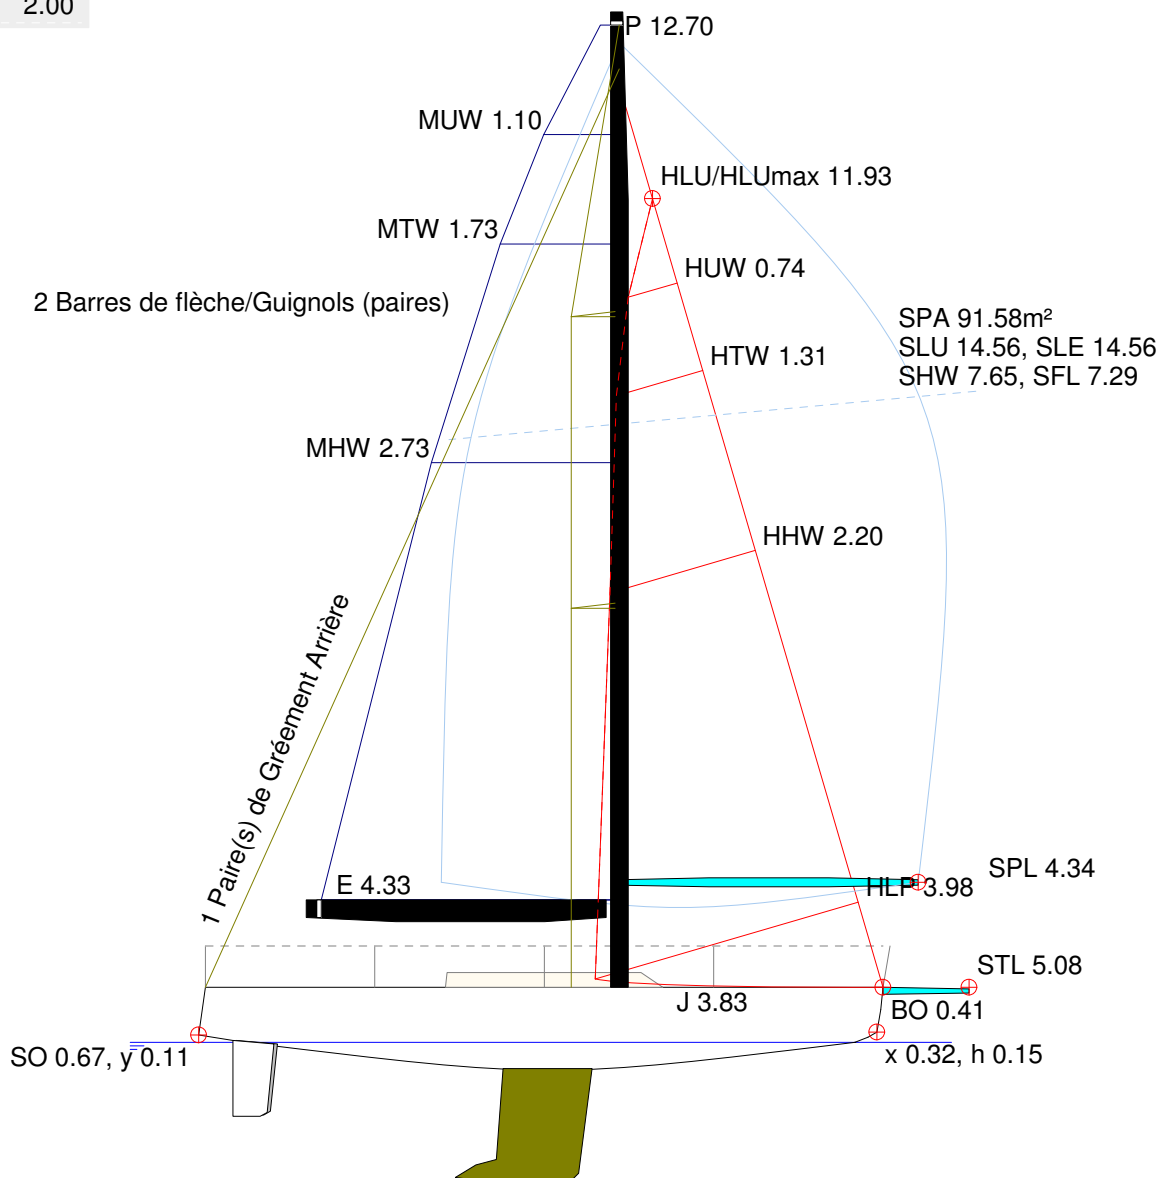 2.00
P 12.70
MUW 1.10
HLU/HLUmax 11.93
MTW 1.73
HUW 0.74
2 Barres de flèche/Guignols (paires)
SPA 91.58m²
SLU 14.56, SLE 14.56
SHW 7.65, SFL 7.29
HTW 1.31
MHW 2.73
HHW 2.20
1 Paire(s) de Gréement Arrière
SPL 4.34
E 4.33
HLP 3.98
STL 5.08
J 3.83
BO 0.41
SO 0.67, y 0.11
x 0.32, h 0.15